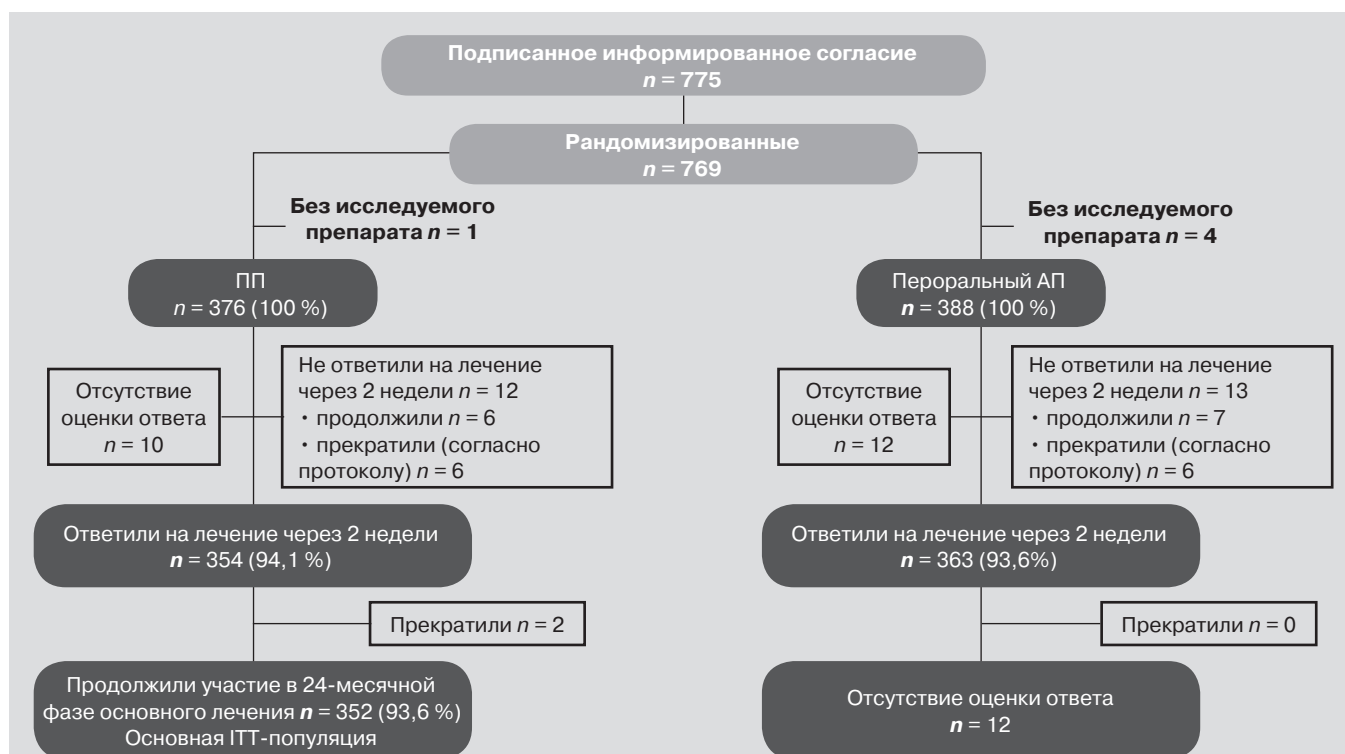 Подписанное информированное согласие
n = 775
Рандомизированные
n = 769
Без исследуемого
препарата n = 1
Без исследуемого
препарата n = 4
ПП
n = 376 (100 %)
Пероральный АП
n = 388 (100 %)
Отсутствие
оценки ответа
n = 10
Не ответили на лечение
через 2 недели n = 12
• продолжили n = 6
• прекратили (согласно
протоколу) n = 6
Отсутствие
оценки ответа
n = 12
Не ответили на лечение
через 2 недели n = 13
• продолжили n = 7
• прекратили (согласно
протоколу) n = 6
Ответили на лечение через 2 недели
n = 354 (94,1 %)
Ответили на лечение через 2 недели
n = 363 (93,6%)
Прекратили n = 2
Прекратили n = 0
Продолжили участие в 24-месячной
фазе основного лечения n = 352 (93,6 %)
Основная ITT-популяция
Отсутствие оценки ответа
n = 12